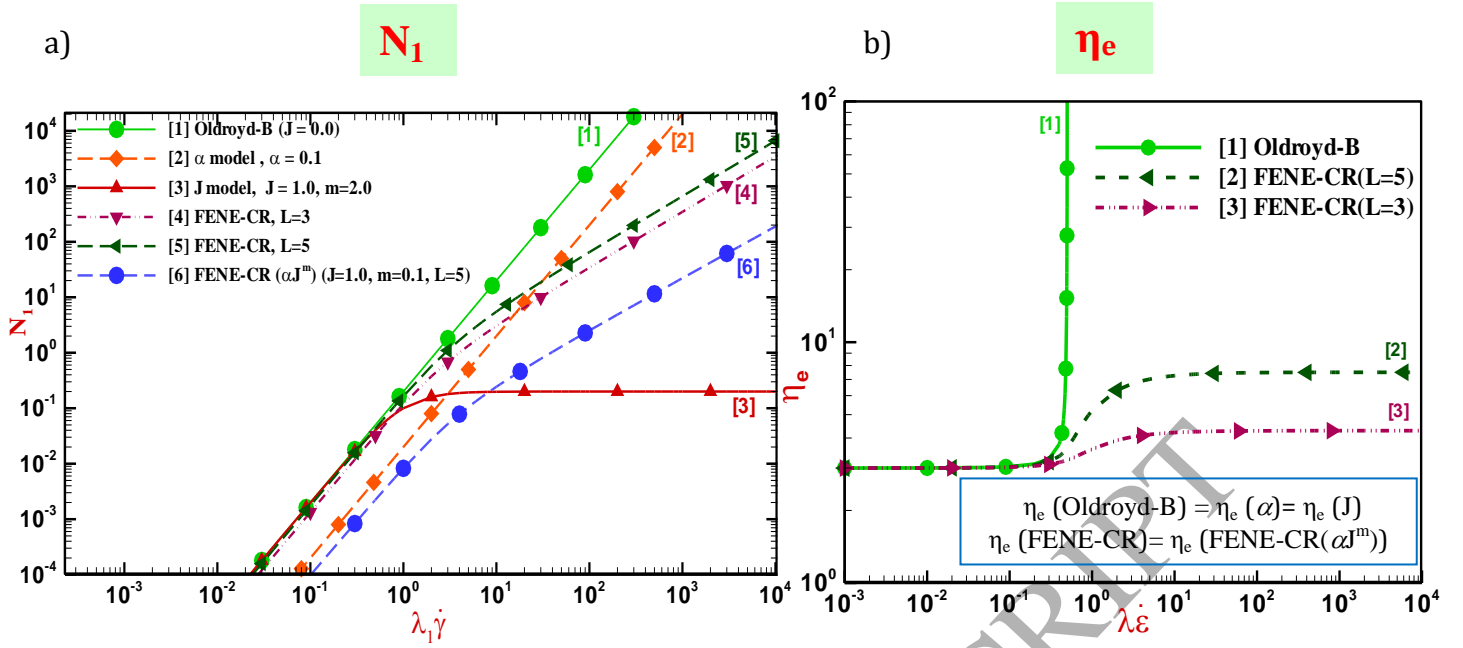 a)
N₁
b)
ηₑ
10⁴
10³
10²
10¹
10⁰
10⁻¹
10⁻²
10⁻³
10⁻⁴
N₁
[1] Oldroyd-B (J = 0.0)
[2] α model , α = 0.1
[3] J model, J = 1.0, m=2.0
[4] FENE-CR, L=3
[5] FENE-CR, L=5
[6] FENE-CR (αJᵐ) (J=1.0, m=0.1, L=5)
[1]
[2]
[5]
[4]
[6]
[3]
10⁻³ 10⁻² 10⁻¹ 10⁰ 10¹ 10² 10³ 10⁴
λ₁γ̇
10²
10¹
10⁰
ηₑ
[1]
[1] Oldroyd-B
[2] FENE-CR(L=5)
[3] FENE-CR(L=3)
[2]
[3]
ηₑ (Oldroyd-B) = ηₑ (α)= ηₑ (J)
ηₑ (FENE-CR)= ηₑ (FENE-CR(αJᵐ))
10⁻³ 10⁻² 10⁻¹ 10⁰ 10¹ 10² 10³ 10⁴
λε̇
RIPT